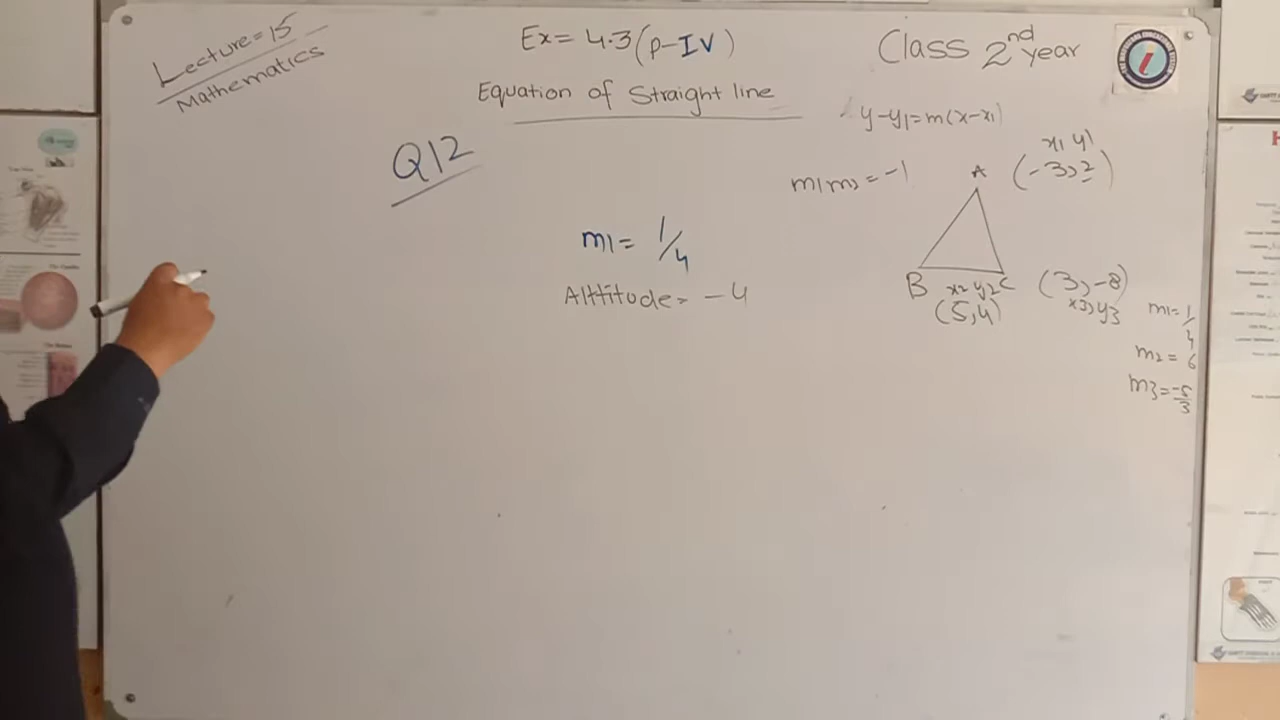 Lecture = 15
Mathematics
Ex = 4.3 (P-IV)
Equation of Straight line
Class 2nd year
Q12
y-y1=m(x-x1)
m1m2 = -1
x1 y1
A (-3,2)
m1 = 1/4
Alttitude = -4
B x2 y2 C (3,-8)
(5,4) x3,y3
m1=1/4
m2 = 6
m3=-5/3